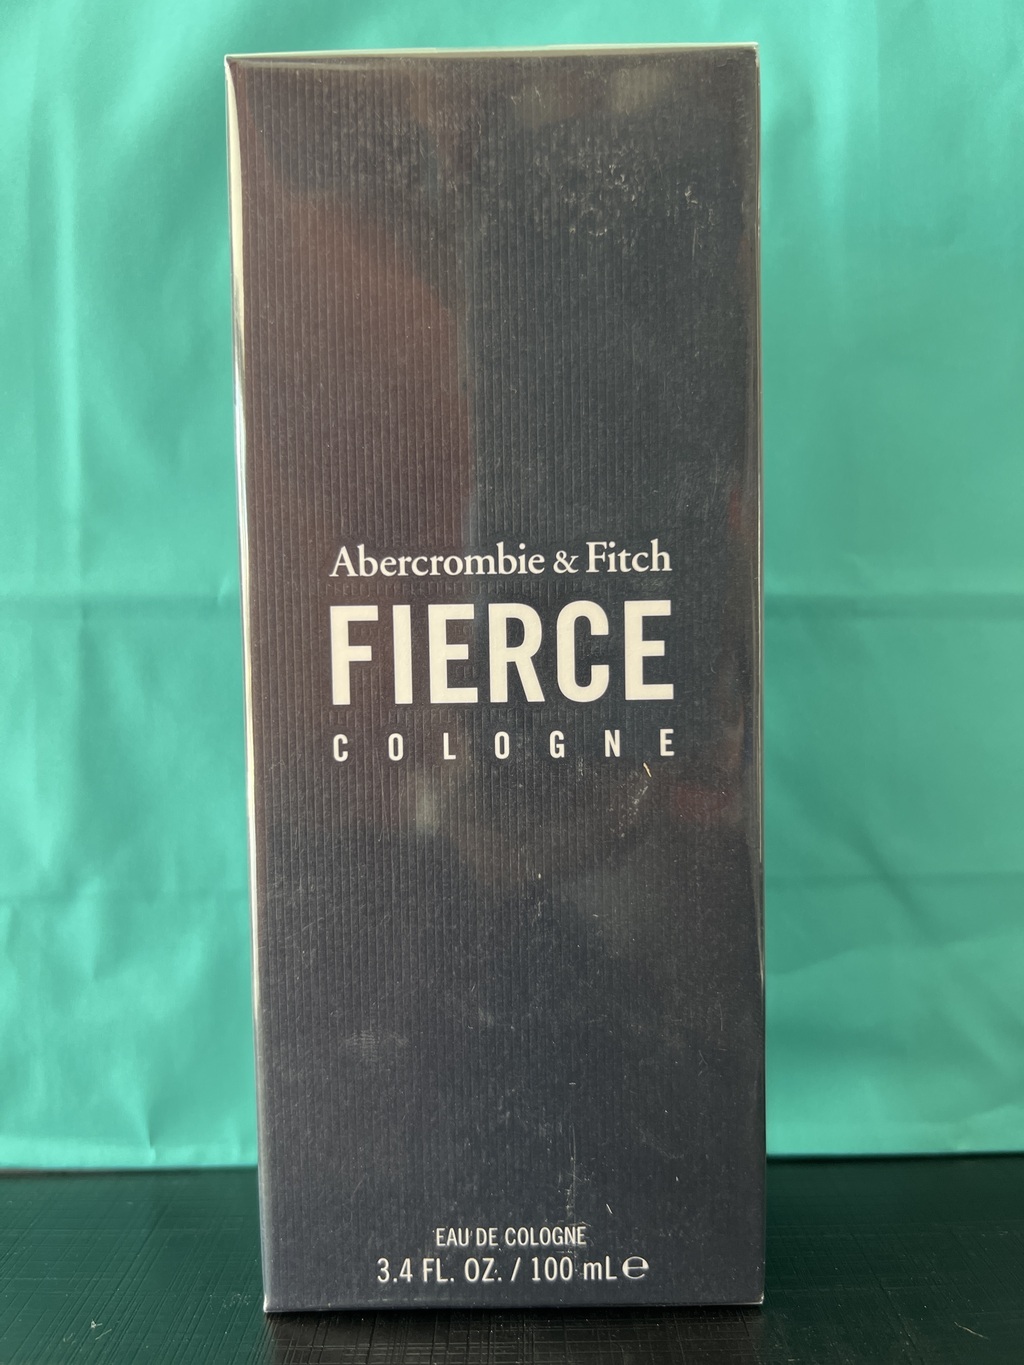 Abercrombie & Fitch
FIERCE
COLOGNE
EAU DE COLOGNE
3.4 FL. OZ. / 100 mL ℮